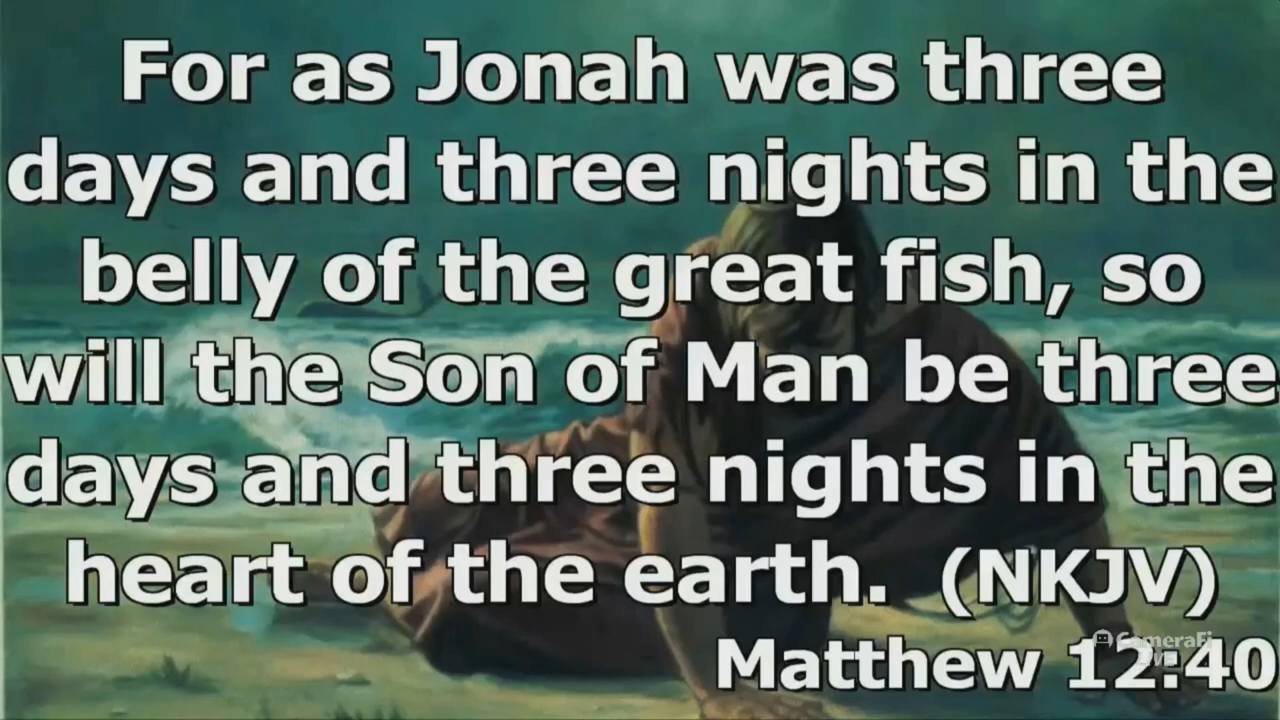 For as Jonah was three
days and three nights in the
belly of the great fish, so
will the Son of Man be three
days and three nights in the
heart of the earth. (NKJV)
Matthew 12:40
CameraFi
LIVE